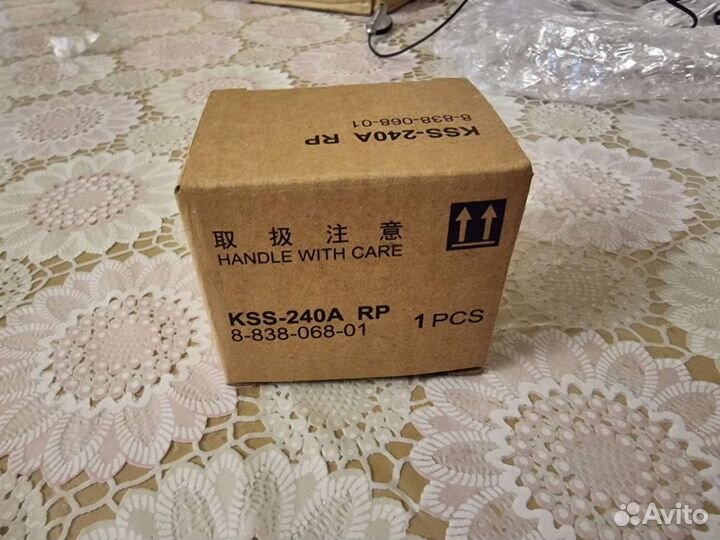 KSS-240A RP
8-838-068-01
取扱注意
HANDLE WITH CARE
KSS-240A RP
8-838-068-01
1 PCS
Avito